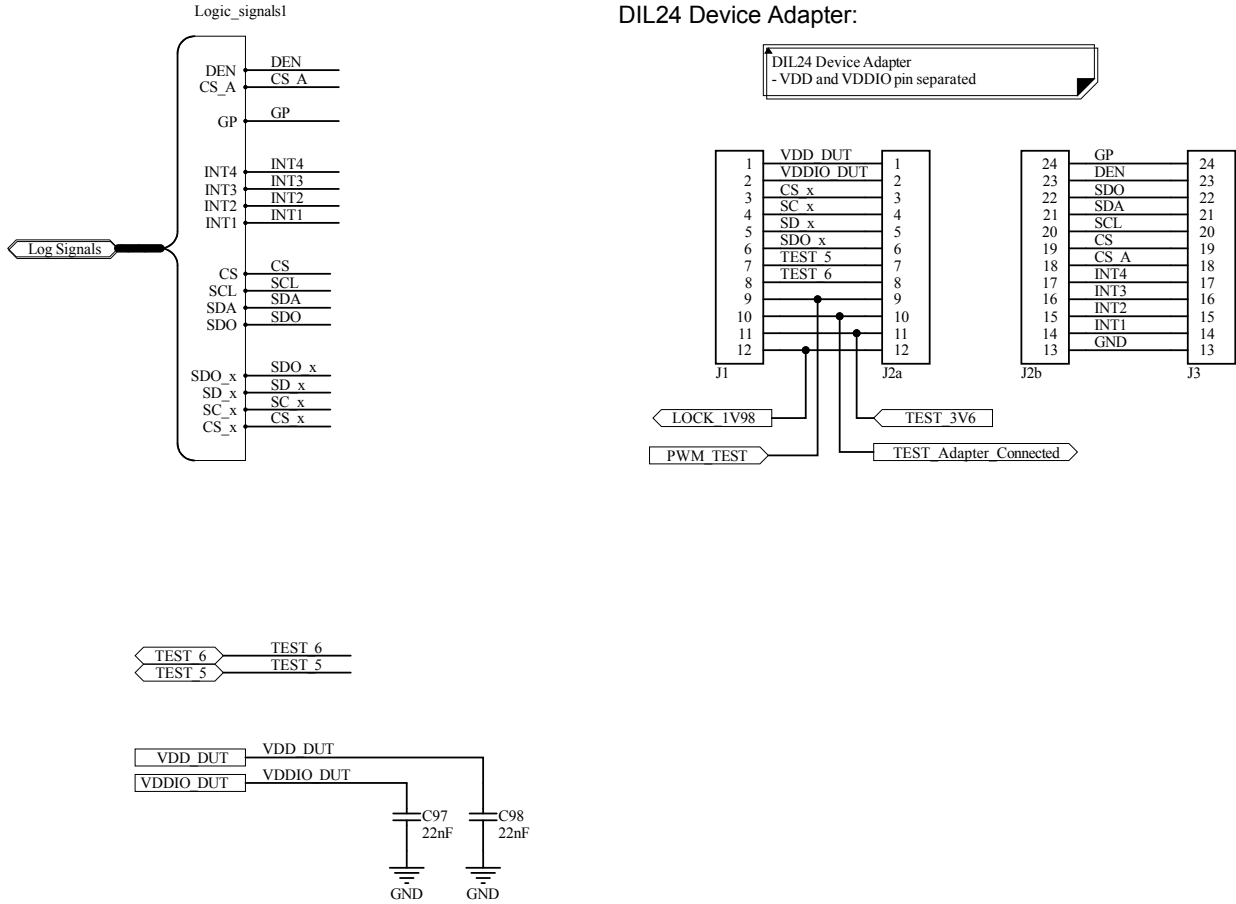 Logic_signals1
DEN DEN
CS_A CS_A
GP GP
INT4 INT4
INT3 INT3
INT2 INT2
INT1 INT1
Log Signals
CS CS
SCL SCL
SDA SDA
SDO SDO
SDO_x SDO_x
SD_x SD_x
SC_x SC_x
CS_x CS_x
DIL24 Device Adapter:
DIL24 Device Adapter
- VDD and VDDIO pin separated
1 VDD_DUT 1
2 VDDIO_DUT 2
3 CS_x 3
4 SC_x 4
5 SD_x 5
6 SDO_x 6
7 TEST_5 7
8 TEST_6 8
9 9
10 10
11 11
12 12
J1 J2a
24 GP 24
23 DEN 23
22 SDO 22
21 SDA 21
20 SCL 20
19 CS 19
18 CS_A 18
17 INT4 17
16 INT3 16
15 INT2 15
14 INT1 14
13 GND 13
J2b J3
LOCK_1V98 TEST_3V6
PWM_TEST TEST_Adapter_Connected
TEST_6 TEST_6
TEST_5 TEST_5
VDD_DUT VDD_DUT
VDDIO_DUT VDDIO_DUT
C97 C98
22nF 22nF
GND GND